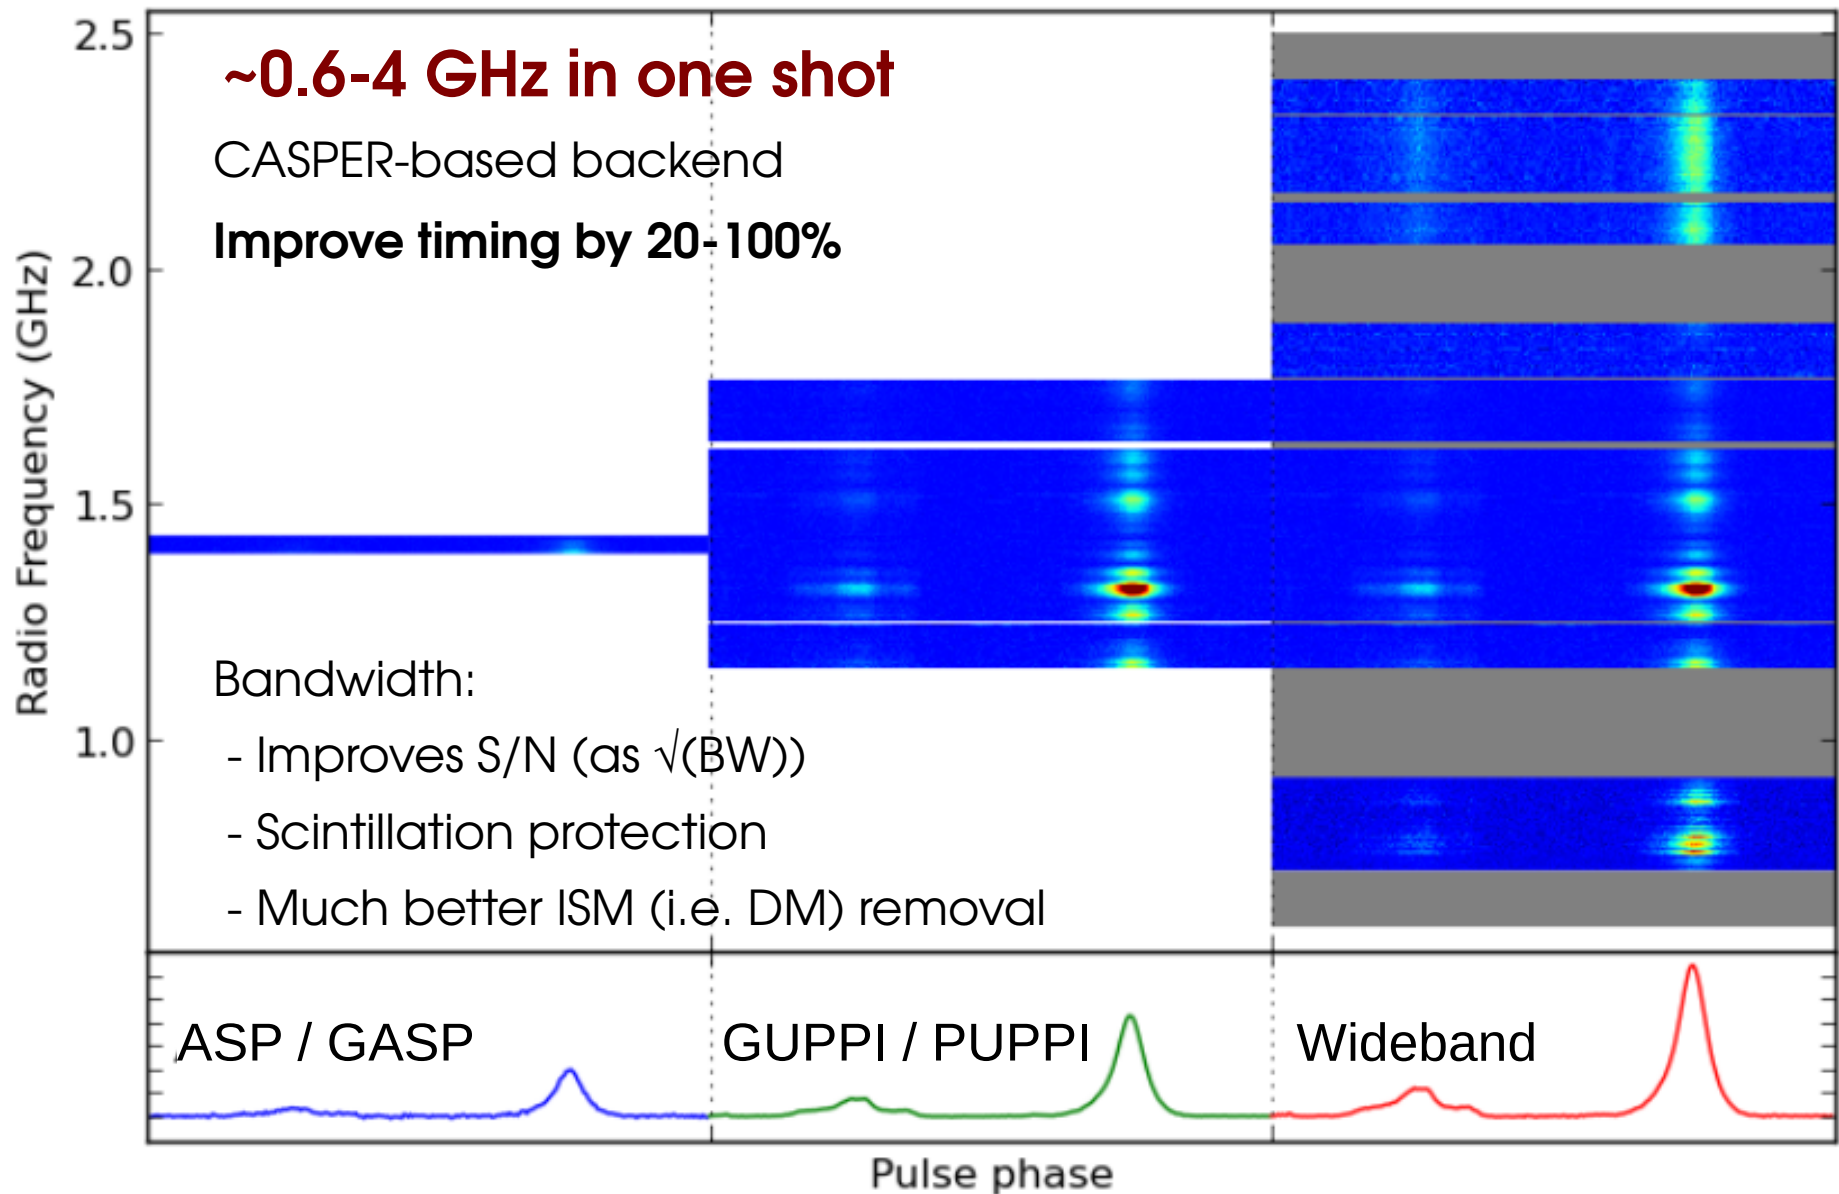 2.5
~0.6-4 GHz in one shot
CASPER-based backend
Improve timing by 20-100%
2.0
Radio Frequency (GHz)
1.5
Bandwidth:
1.0
- Improves S/N (as √(BW))
- Scintillation protection
- Much better ISM (i.e. DM) removal
ASP / GASP
GUPPI / PUPPI
Wideband
Pulse phase